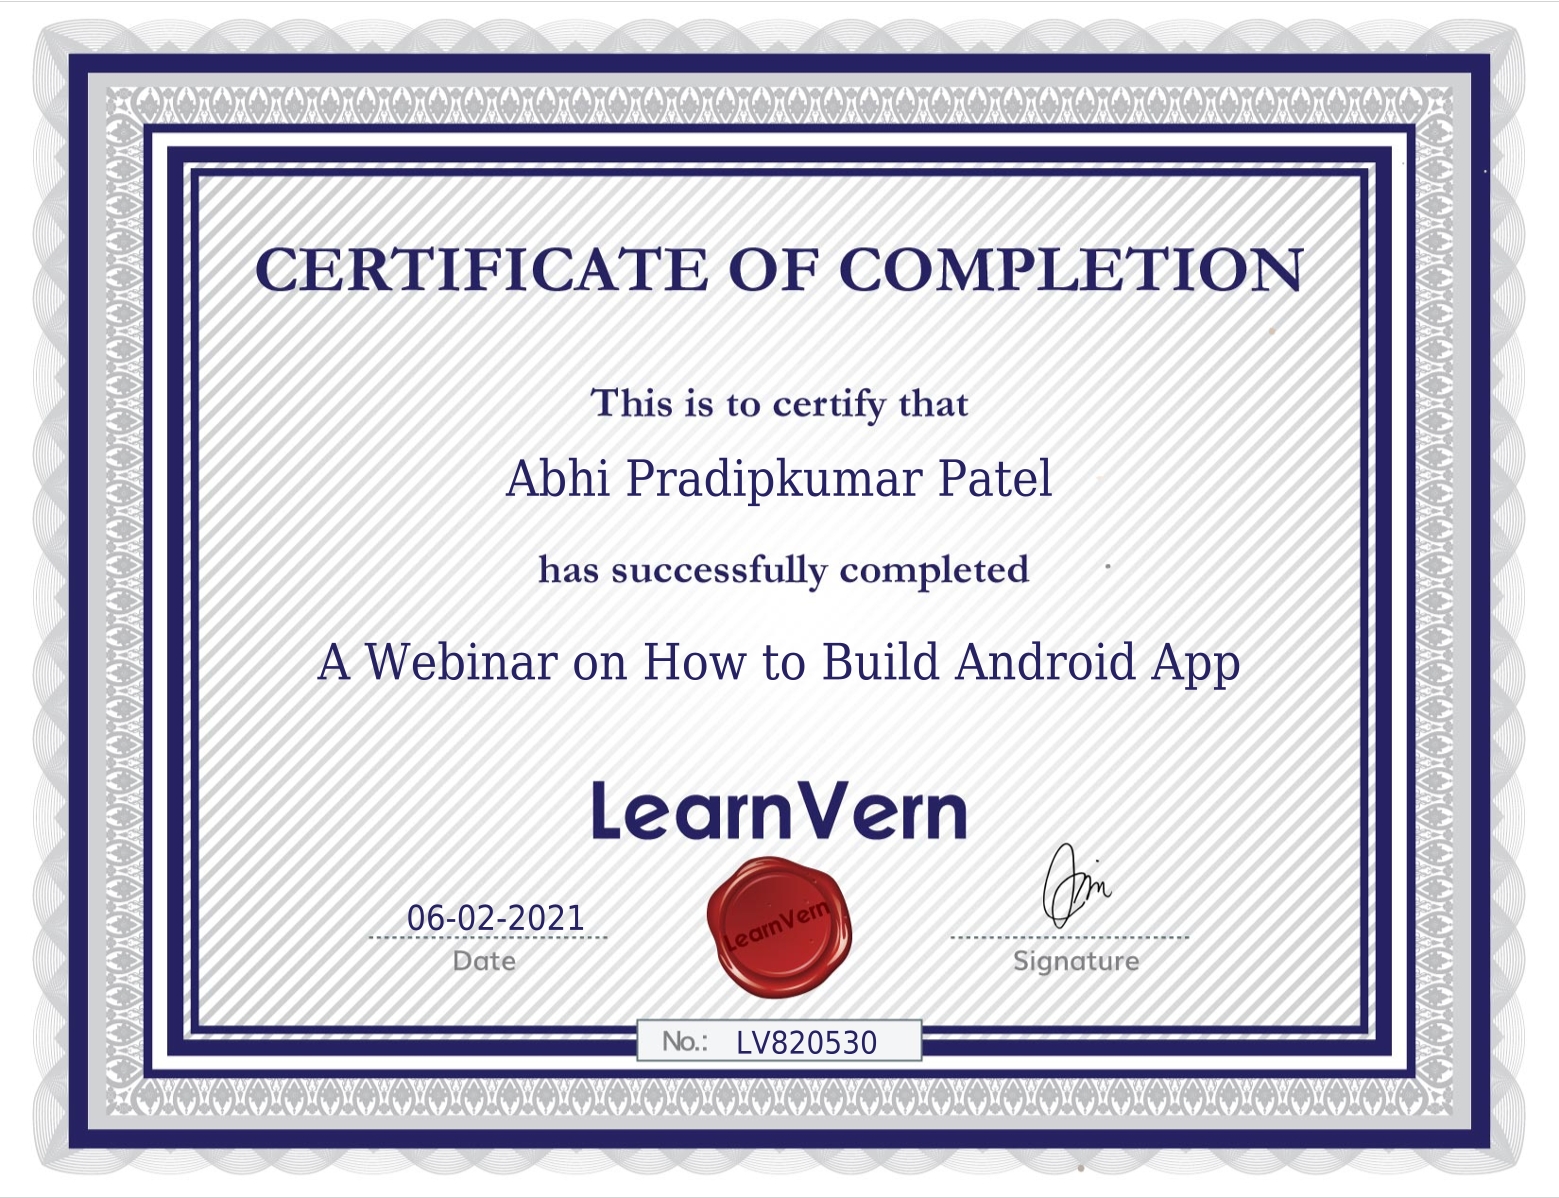 CERTIFICATE OF COMPLETION
This is to certify that
Abhi Pradipkumar Patel
has successfully completed
A Webinar on How to Build Android App
LearnVern
LearnVern
06-02-2021
Date
Signature
No.: LV820530